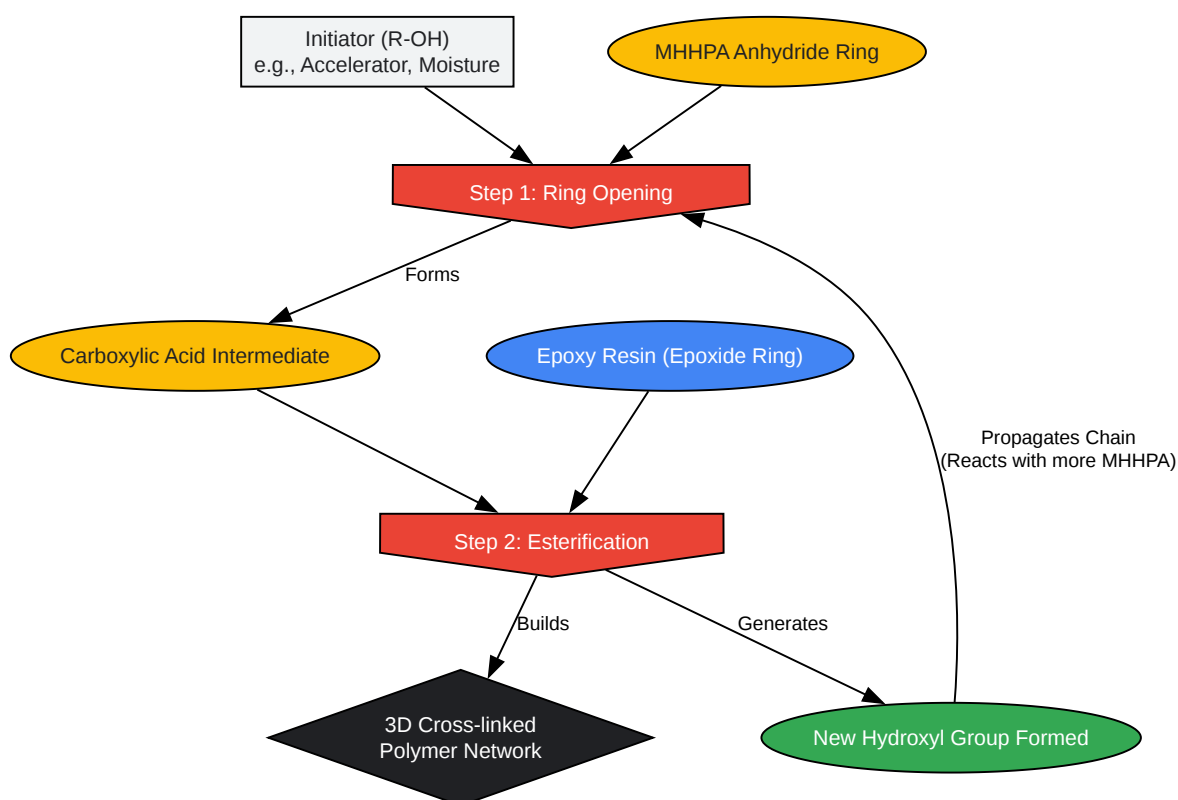 Initiator (R-OH)
e.g., Accelerator, Moisture
MHHPA Anhydride Ring
Step 1: Ring Opening
Forms
Carboxylic Acid Intermediate
Epoxy Resin (Epoxide Ring)
Propagates Chain
(Reacts with more MHHPA)
Step 2: Esterification
Builds
Generates
3D Cross-linked
Polymer Network
New Hydroxyl Group Formed